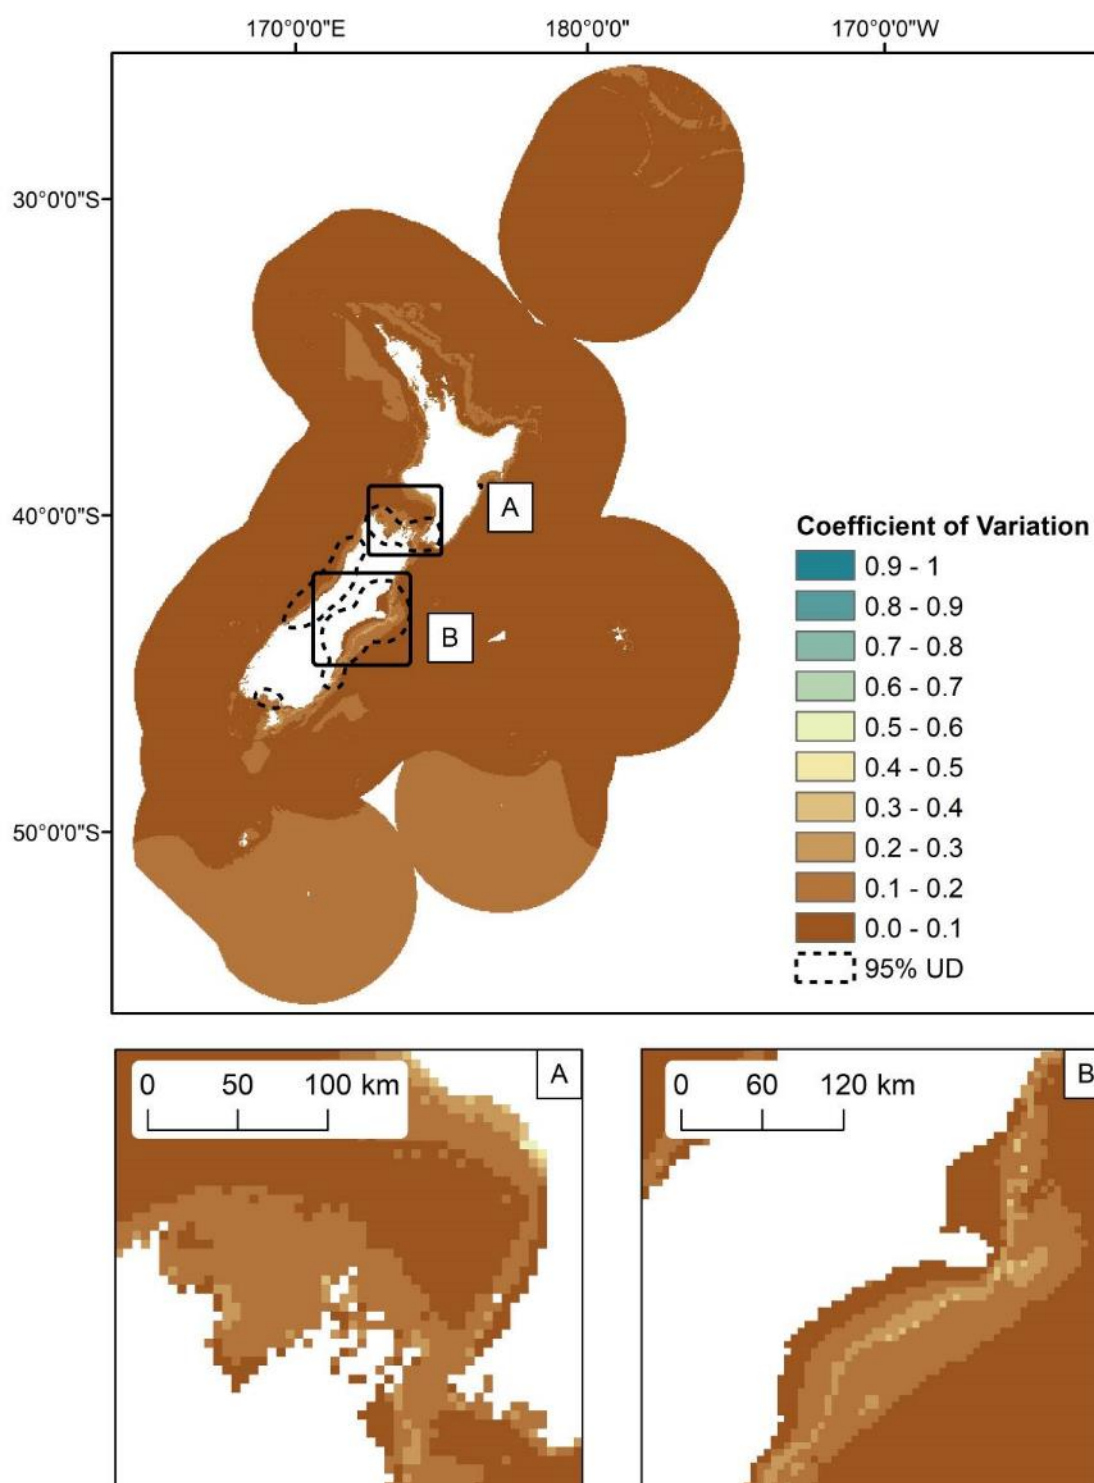 170°0'0"E 180°0'0" 170°0'0"W
30°0'0"S
40°0'0"S
50°0'0"S
A
B
Coefficient of Variation
0.9 - 1
0.8 - 0.9
0.7 - 0.8
0.6 - 0.7
0.5 - 0.6
0.4 - 0.5
0.3 - 0.4
0.2 - 0.3
0.1 - 0.2
0.0 - 0.1
95% UD
0 50 100 km
A
0 60 120 km
B